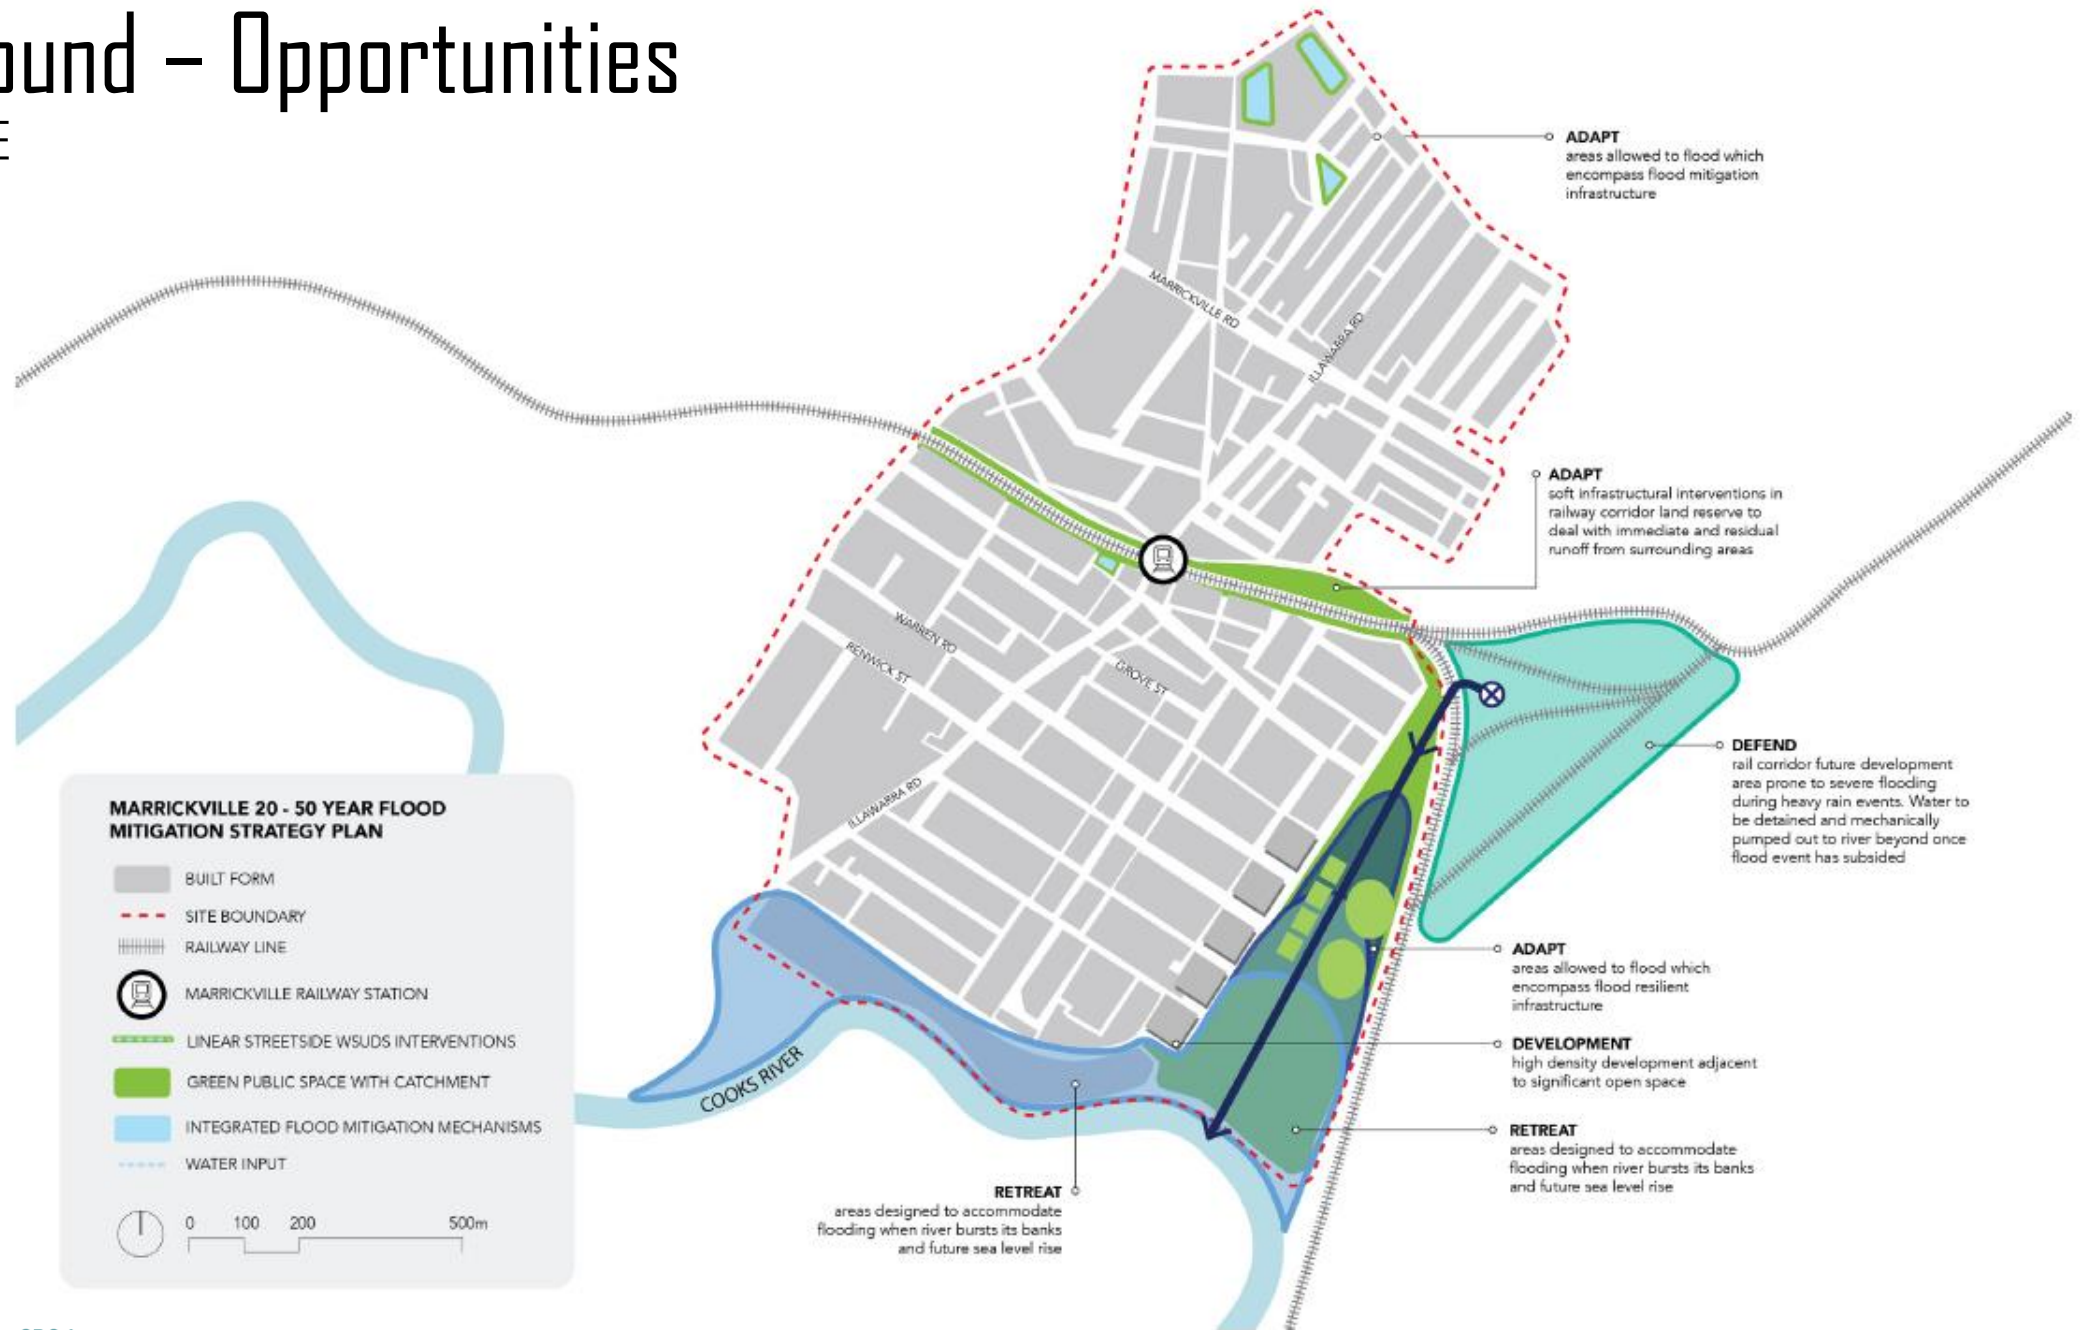 ound – Opportunities
E
ADAPT
areas allowed to flood which
encompass flood mitigation
infrastructure
MARRICKVILLE RD
ILLAWARRA RD
ADAPT
soft infrastructural interventions in
railway corridor land reserve to
deal with immediate and residual
runoff from surrounding areas
WARREN RD
RENWICK ST
GROVE ST
ILLAWARRA RD
DEFEND
rail corridor future development
area prone to severe flooding
during heavy rain events. Water to
be detained and mechanically
pumped out to river beyond once
flood event has subsided
ADAPT
areas allowed to flood which
encompass flood resilient
infrastructure
DEVELOPMENT
high density development adjacent
to significant open space
RETREAT
areas designed to accommodate
flooding when river bursts its banks
and future sea level rise
COOKS RIVER
RETREAT
areas designed to accommodate
flooding when river bursts its banks
and future sea level rise
MARRICKVILLE 20 - 50 YEAR FLOOD
MITIGATION STRATEGY PLAN
BUILT FORM
SITE BOUNDARY
RAILWAY LINE
MARRICKVILLE RAILWAY STATION
LINEAR STREETSIDE WSUDS INTERVENTIONS
GREEN PUBLIC SPACE WITH CATCHMENT
INTEGRATED FLOOD MITIGATION MECHANISMS
WATER INPUT
0 100 200 500m